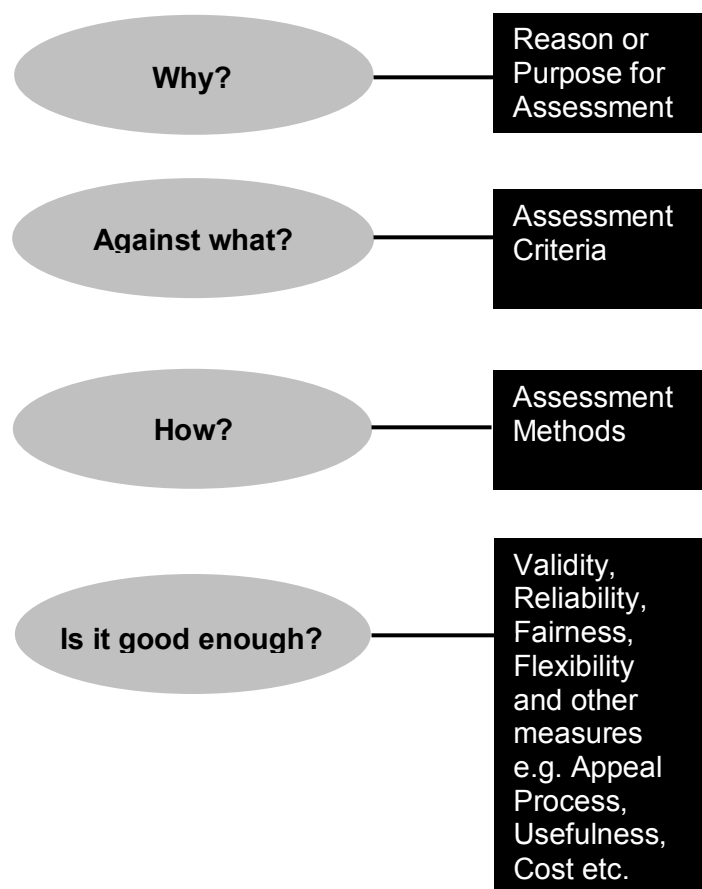 Why?
Reason or
Purpose for
Assessment
Against what?
Assessment
Criteria
How?
Assessment
Methods
Is it good enough?
Validity,
Reliability,
Fairness,
Flexibility
and other
measures
e.g. Appeal
Process,
Usefulness,
Cost etc.